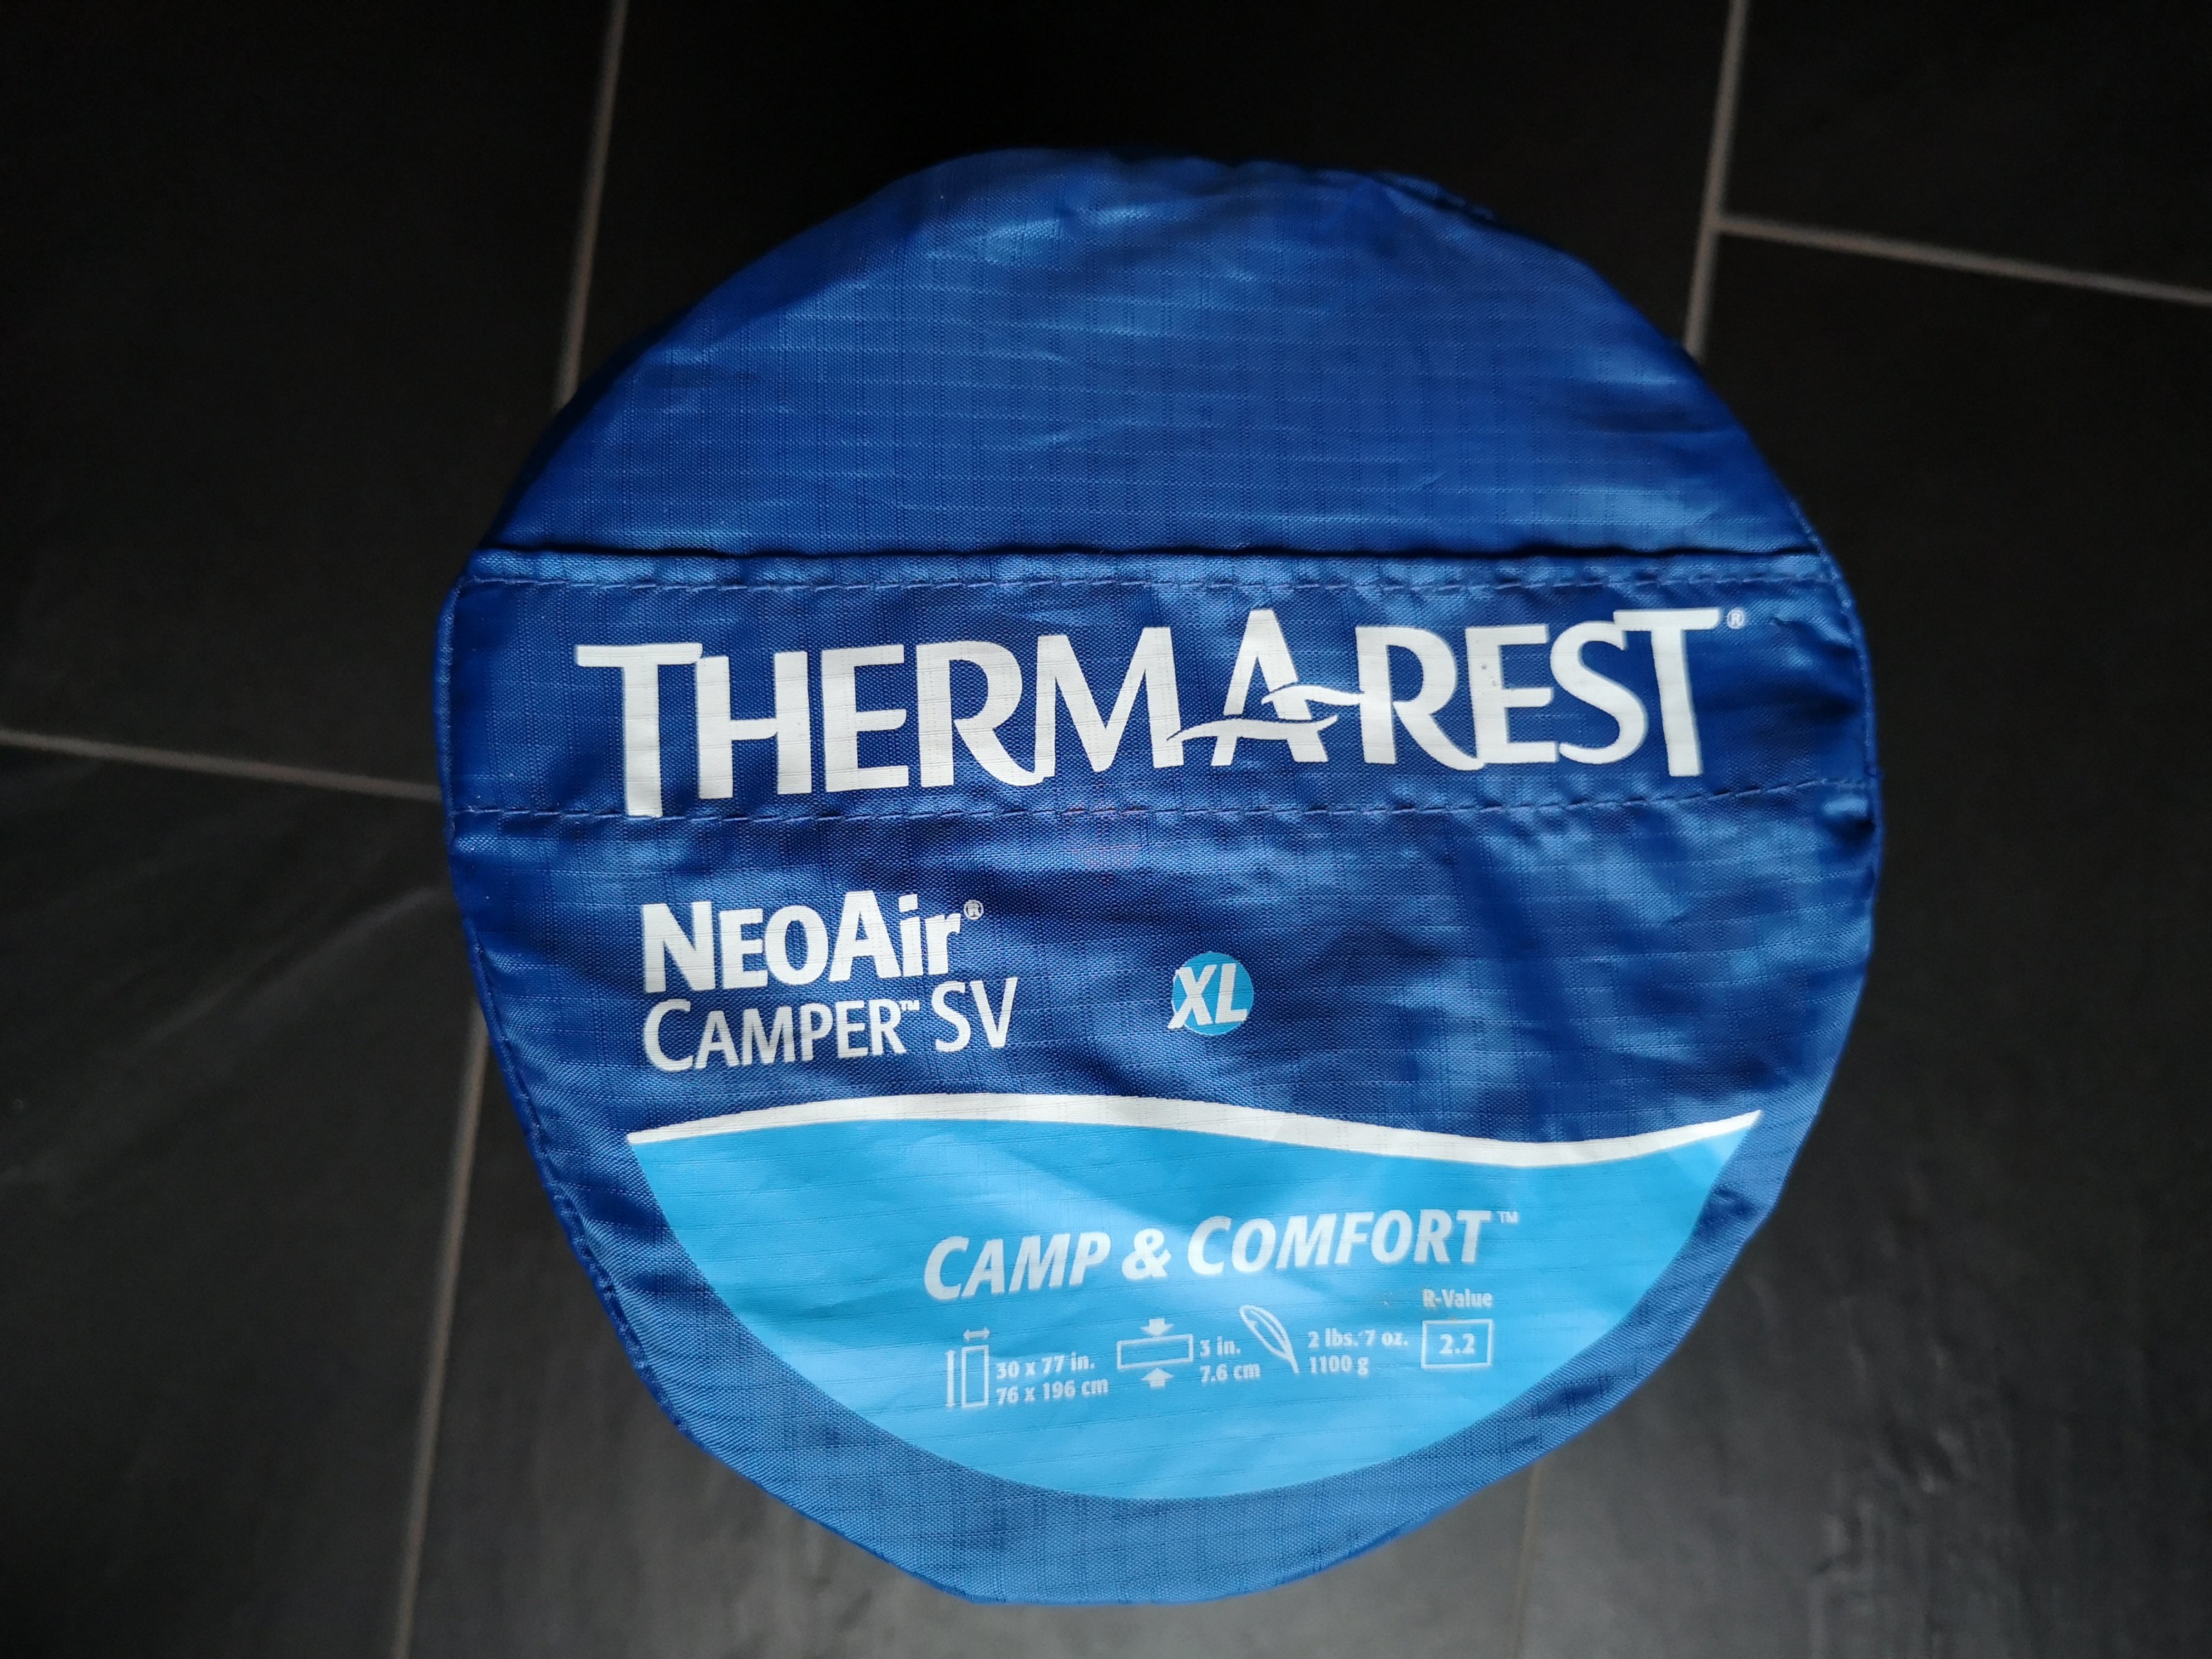 THERM-A-REST®
NEOAir®
CAMPER™ SV
XL
CAMP & COMFORT™
R-Value
30 x 77 in.
76 x 196 cm
3 in.
7.6 cm
2 lbs. 7 oz.
1100 g
2.2